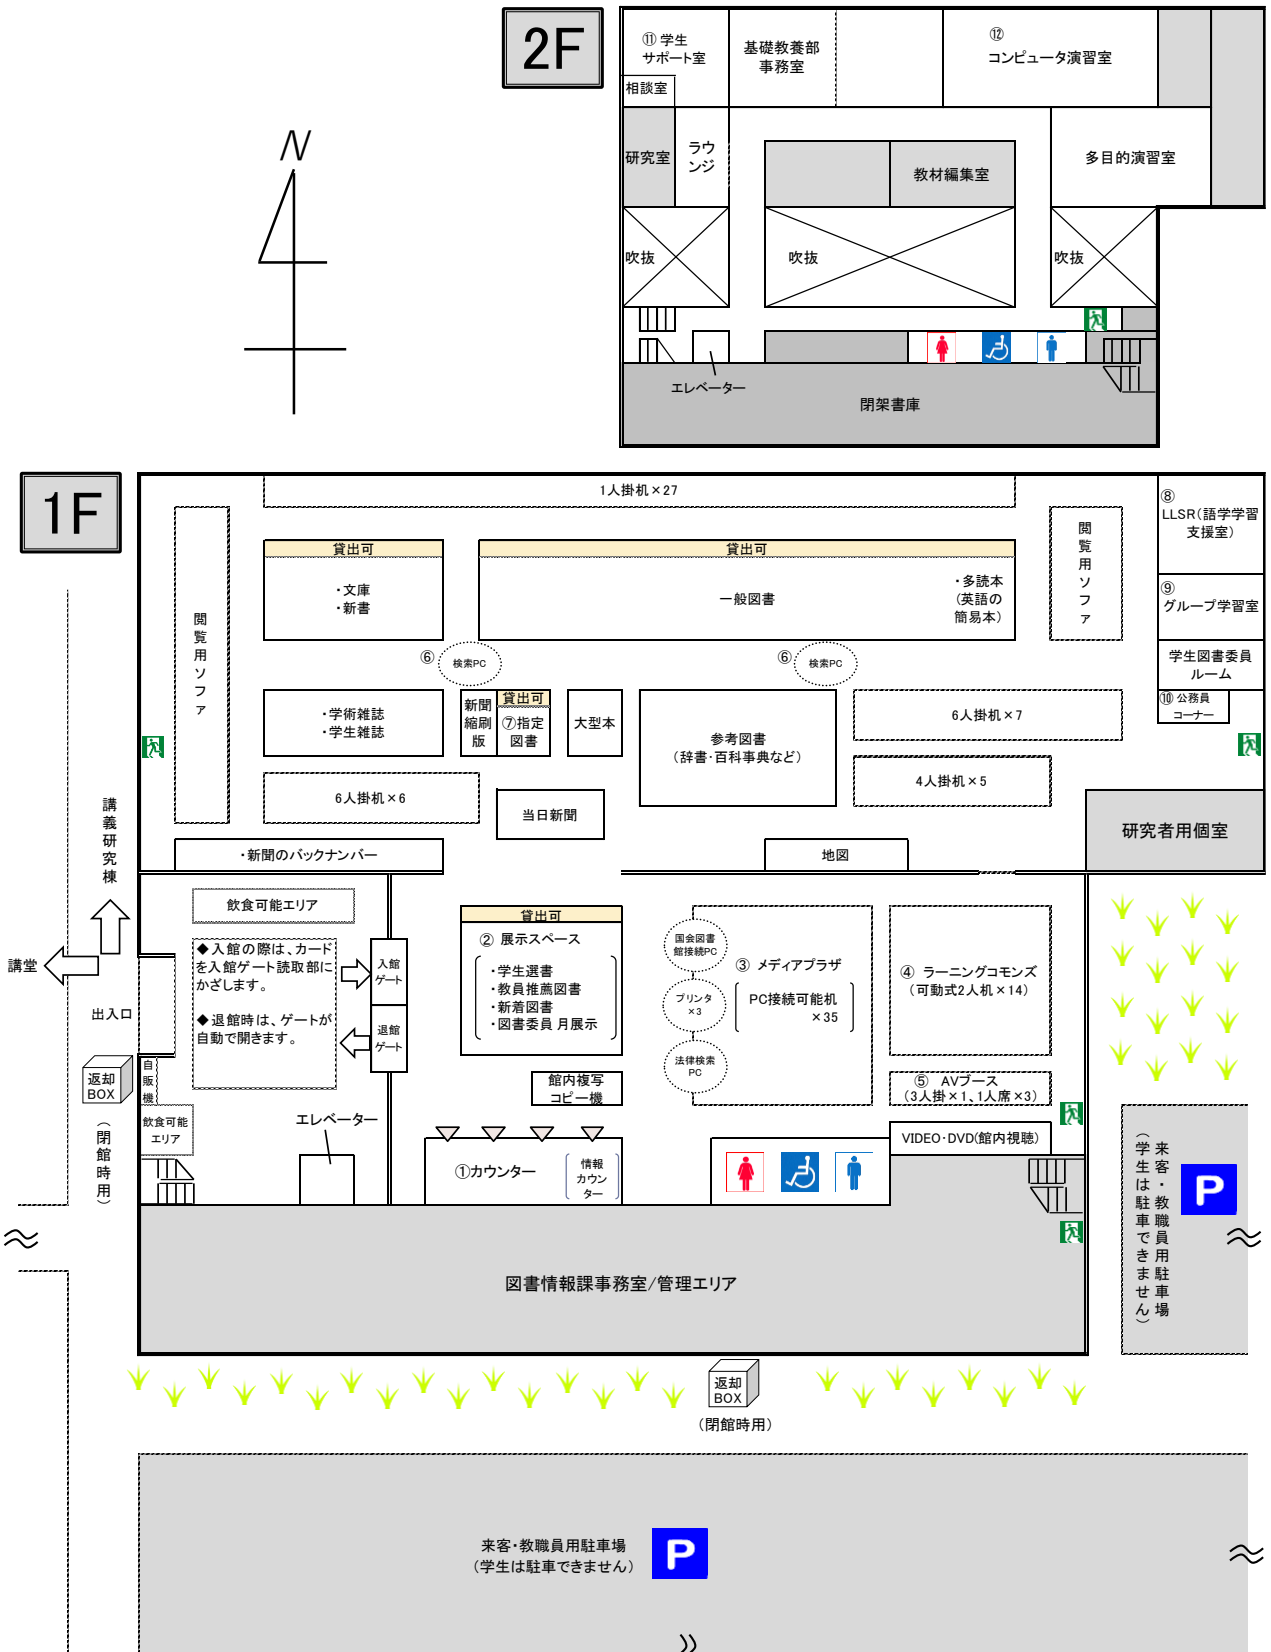 2F
⑪ 学生
サポート室
相談室
基礎教養部
事務室
⑫
コンピュータ演習室
研究室
ラウ
ンジ
教材編集室
多目的演習室
吹抜
吹抜
吹抜
エレベーター
閉架書庫
N
1F
1人掛机×27
閲覧用ソファ
貸出可
・文庫
・新書
貸出可
一般図書
・多読本
(英語の
簡易本)
閲覧用ソファ
⑧
LLSR(語学学習
支援室)
⑨
グループ学習室
学生図書委員
ルーム
⑩ 公務員
コーナー
⑥
検索PC
⑥
検索PC
・学術雑誌
・学生雑誌
新聞
縮刷
版
貸出可
⑦指定
図書
大型本
参考図書
(辞書・百科事典など)
6人掛机×7
4人掛机×5
6人掛机×6
当日新聞
研究者用個室
・新聞のバックナンバー
地図
講義研究棟
講堂
出入口
返却
BOX
(閉館時用)
飲食可能エリア
◆入館の際は、カード
を入館ゲート読取部に
かざします。
◆退館時は、ゲートが
自動で開きます。
入館
ゲート
退館
ゲート
自販機
飲食可能
エリア
エレベーター
貸出可
② 展示スペース
・学生選書
・教員推薦図書
・新着図書
・図書委員 月展示
館内複写
コピー機
国会図書
館接続PC
プリンタ
×3
法律検索
PC
③ メディアプラザ
PC接続可能机
×35
④ ラーニングコモンズ
(可動式2人机×14)
⑤ AVブース
(3人掛×1、1人席×3)
VIDEO・DVD(館内視聴)
①カウンター
情報
カウン
ター
図書情報課事務室/管理エリア
来客・教職員用駐車場
(学生は駐車できません)
P
返却
BOX
(閉館時用)
来客・教職員用駐車場
(学生は駐車できません)
P